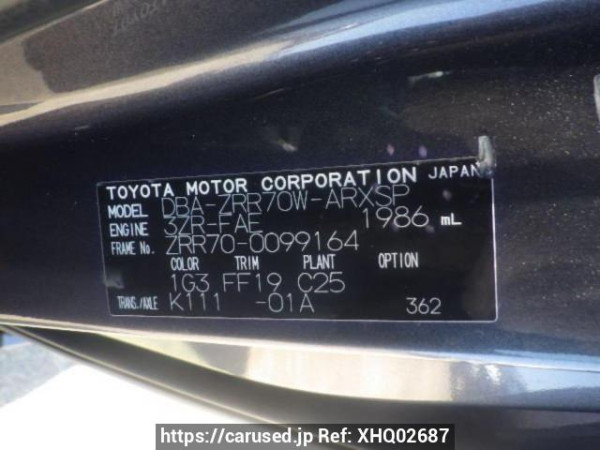 TOYOTA MOTOR CORPORATION JAPAN
MODEL DBA-ZRR70W-ARXSP
ENGINE 3ZR-FAE 1986 mL
FRAME No. ZRR70-0099164
COLOR TRIM PLANT OPTION
1G3 FF19 C25
TRANS./AXLE K111 -01A 362
https://carused.jp Ref: XHQ02687